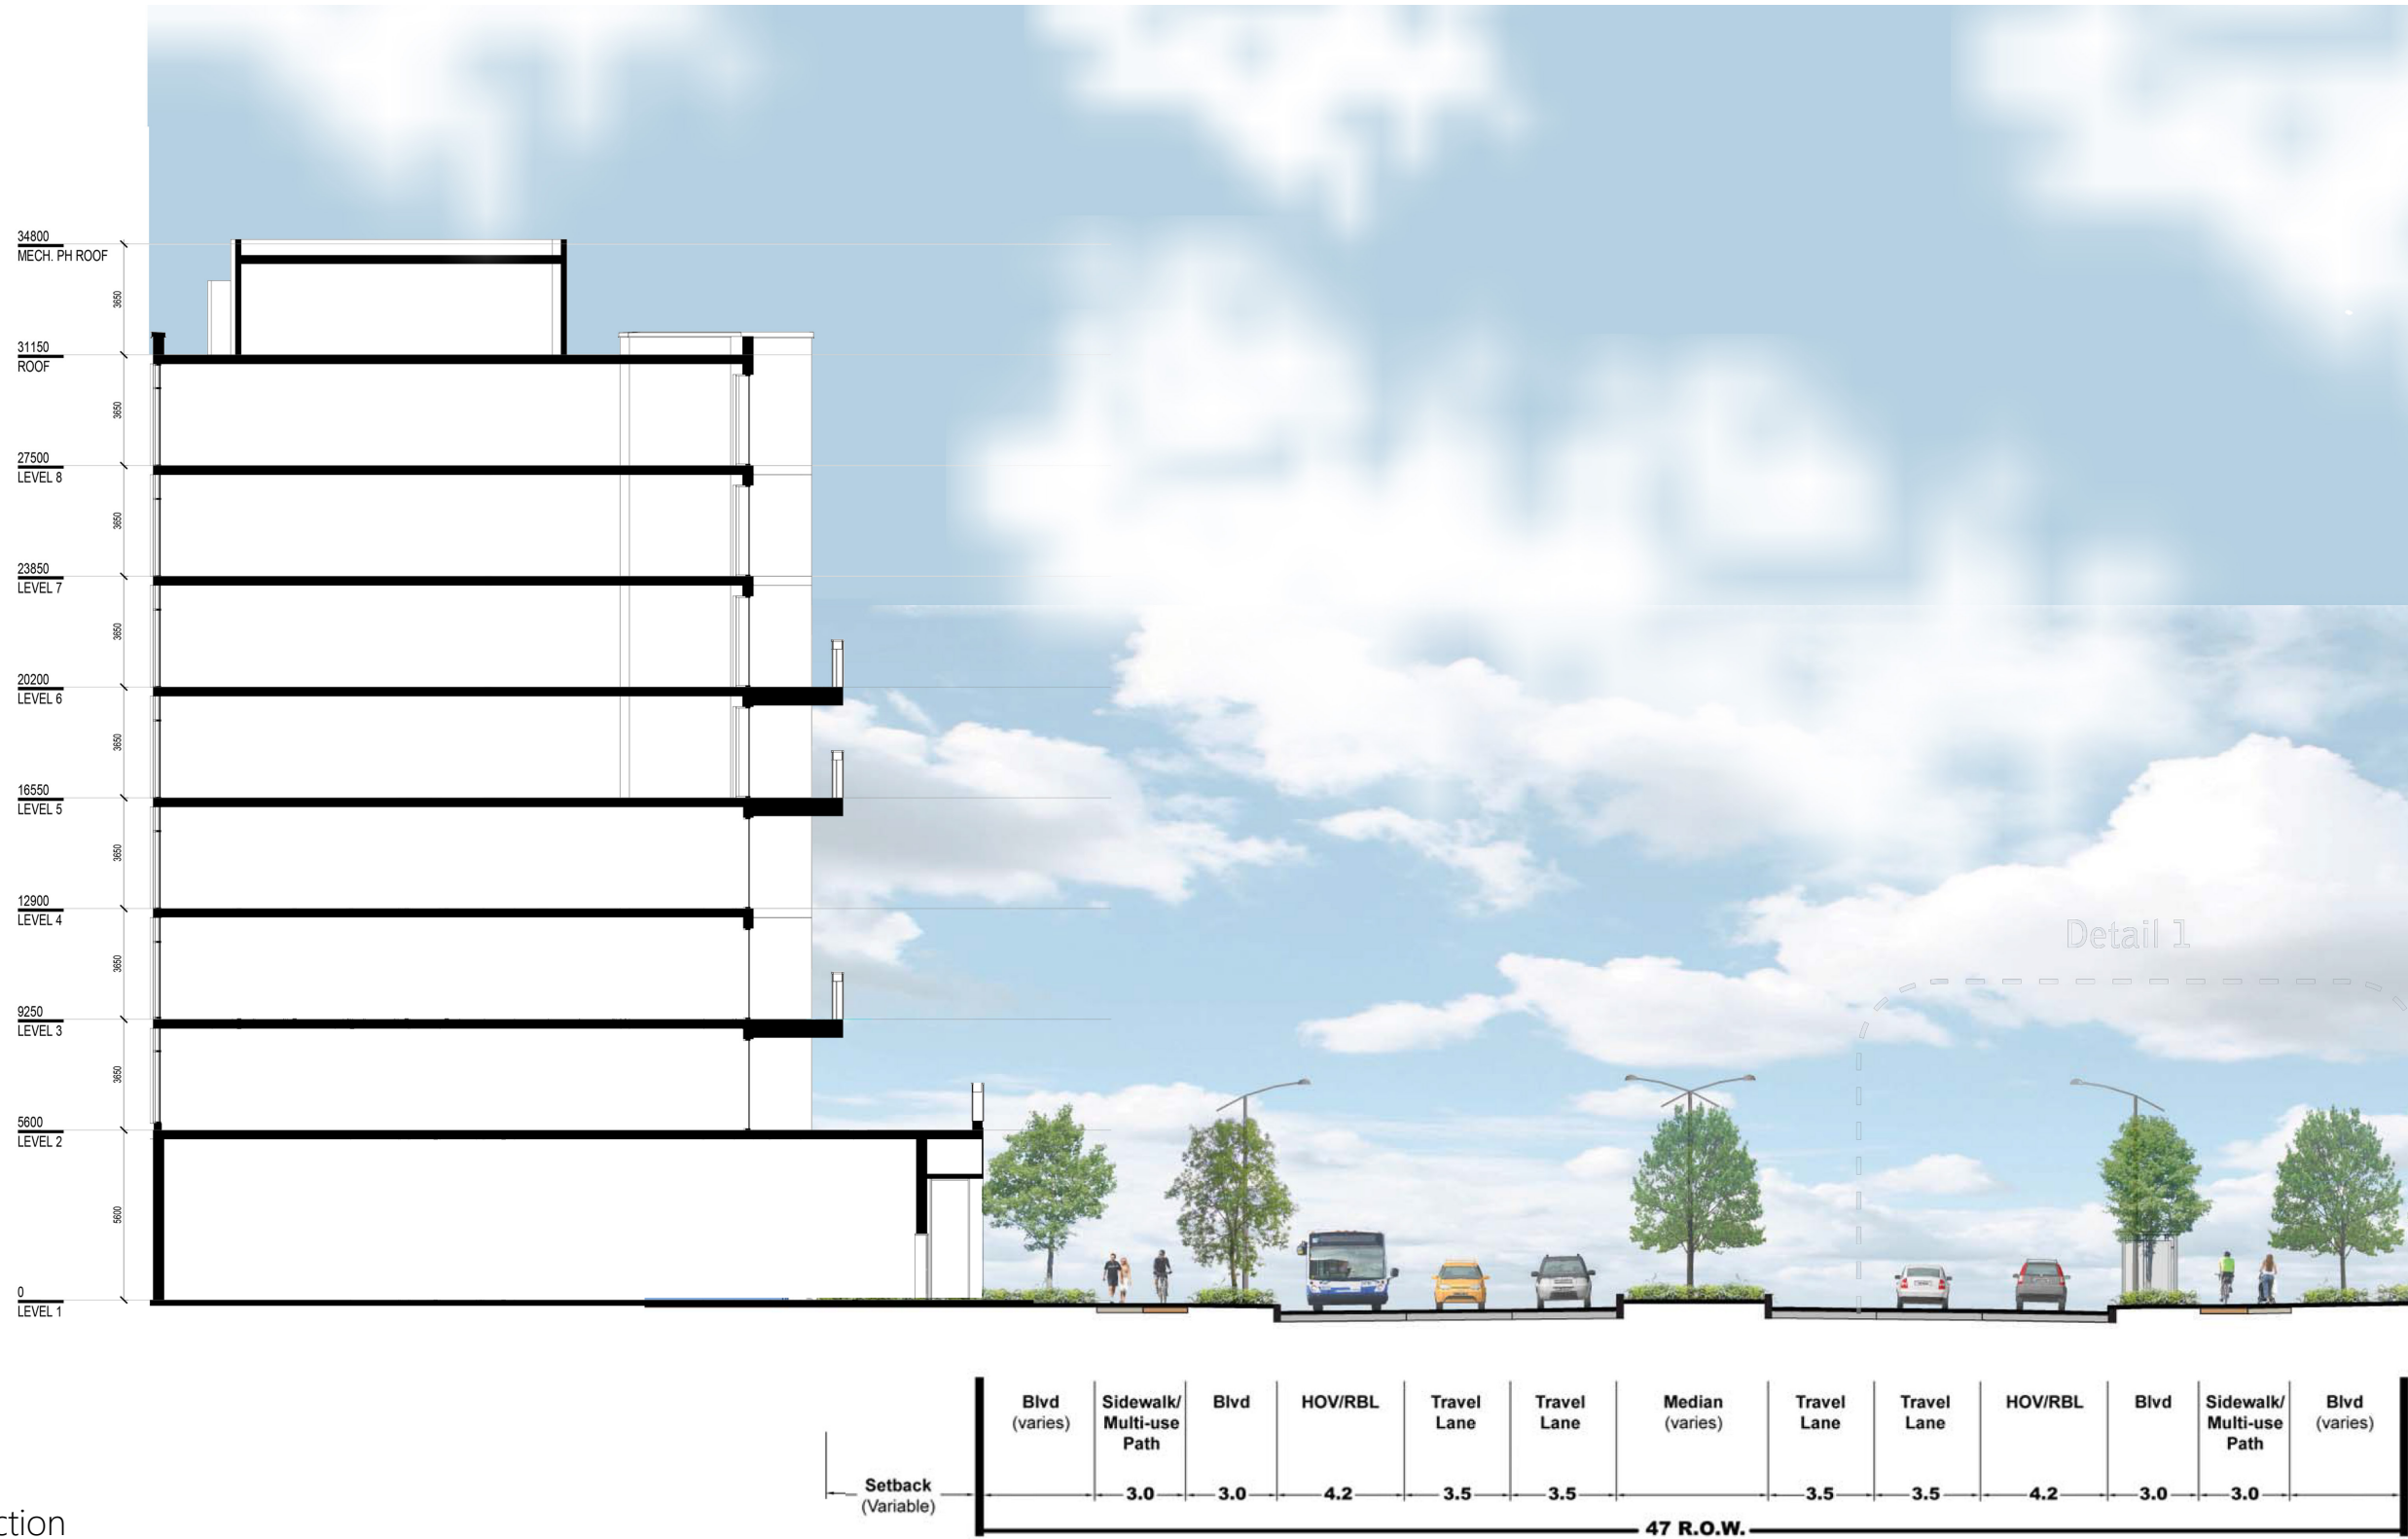 34800
MECH. PH ROOF
3650
31150
ROOF
3650
27500
LEVEL 8
3650
23850
LEVEL 7
3650
20200
LEVEL 6
3650
16550
LEVEL 5
3650
12900
LEVEL 4
3650
9250
LEVEL 3
3650
5600
LEVEL 2
5600
0
LEVEL 1
Detail 1
Blvd
(varies)
Sidewalk/
Multi-use
Path
3.0
Blvd
3.0
HOV/RBL
4.2
Travel
Lane
3.5
Travel
Lane
3.5
Median
(varies)
Travel
Lane
3.5
Travel
Lane
3.5
HOV/RBL
4.2
Blvd
3.0
Sidewalk/
Multi-use
Path
3.0
Blvd
(varies)
Setback
(Variable)
47 R.O.W.
ction